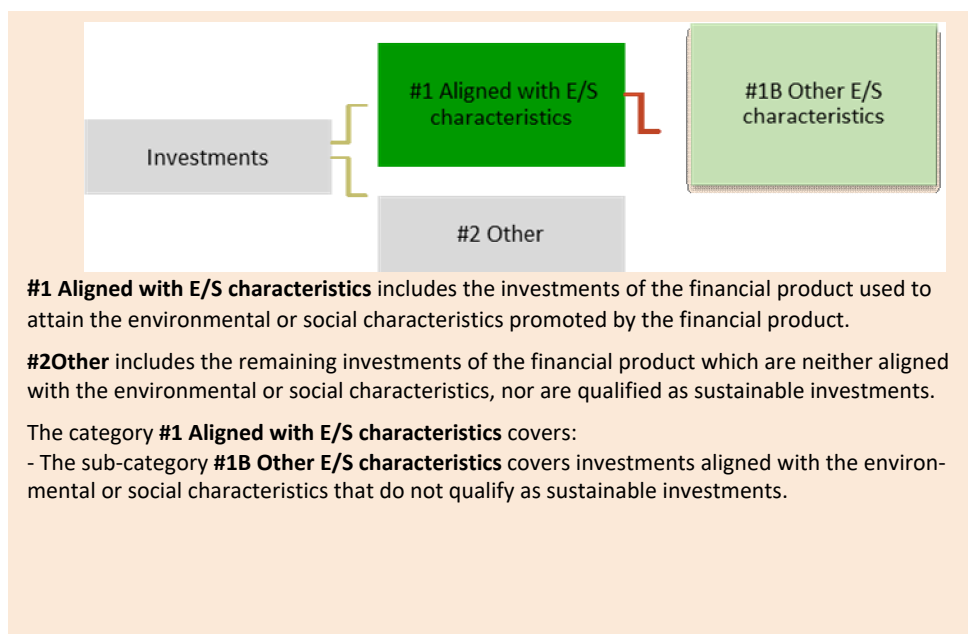 #1 Aligned with E/S
characteristics
#1B Other E/S
characteristics
Investments
#2 Other
#1 Aligned with E/S characteristics includes the investments of the financial product used to
attain the environmental or social characteristics promoted by the financial product.
#2Other includes the remaining investments of the financial product which are neither aligned
with the environmental or social characteristics, nor are qualified as sustainable investments.
The category #1 Aligned with E/S characteristics covers:
- The sub-category #1B Other E/S characteristics covers investments aligned with the environ-
mental or social characteristics that do not qualify as sustainable investments.